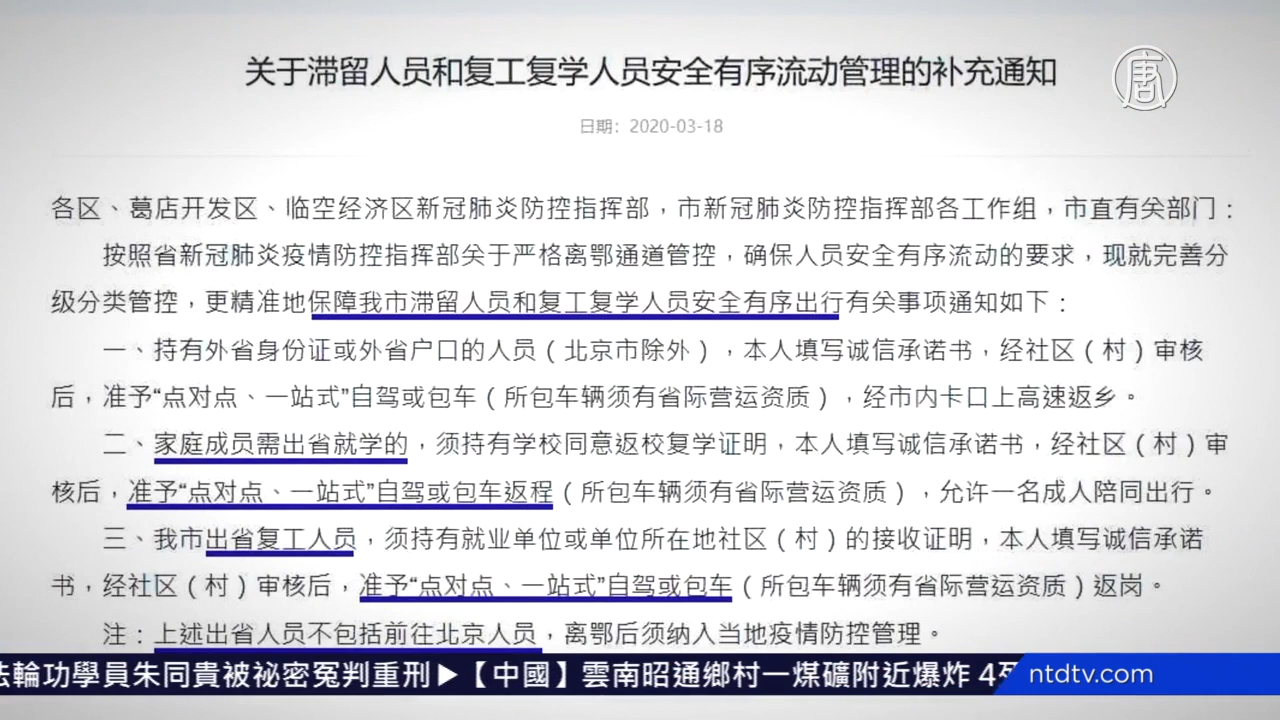 关于滞留人员和复工复学人员安全有序流动管理的补充通知
唐
日期：2020-03-18
各区、葛店开发区、临空经济区新冠肺炎防控指挥部，市新冠肺炎防控指挥部各工作组，市直有关部门：
按照省新冠肺炎疫情防控指挥部关于严格离鄂通道管控，确保人员安全有序流动的要求，现就完善分
级分类管控，更精准地保障我市滞留人员和复工复学人员安全有序出行有关事项通知如下：
一、持有外省身份证或外省户口的人员（北京市除外），本人填写诚信承诺书，经社区（村）审核
后，准予“点对点、一站式”自驾或包车（所包车辆须有省际营运资质），经市内卡口上高速返乡。
二、家庭成员需出省就学的，须持有学校同意返校复学证明，本人填写诚信承诺书，经社区（村）审
核后，准予“点对点、一站式”自驾或包车返程（所包车辆须有省际营运资质），允许一名成人陪同出行。
三、我市出省复工人员，须持有就业单位或单位所在地社区（村）的接收证明，本人填写诚信承诺
书，经社区（村）审核后，准予“点对点、一站式”自驾或包车（所包车辆须有省际营运资质）返岗。
注：上述出省人员不包括前往北京人员，离鄂后须纳入当地疫情防控管理。
法輪功學員朱同貴被祕密冤判重刑▶【中國】雲南昭通鄉村一煤礦附近爆炸 4
ntdtv.com